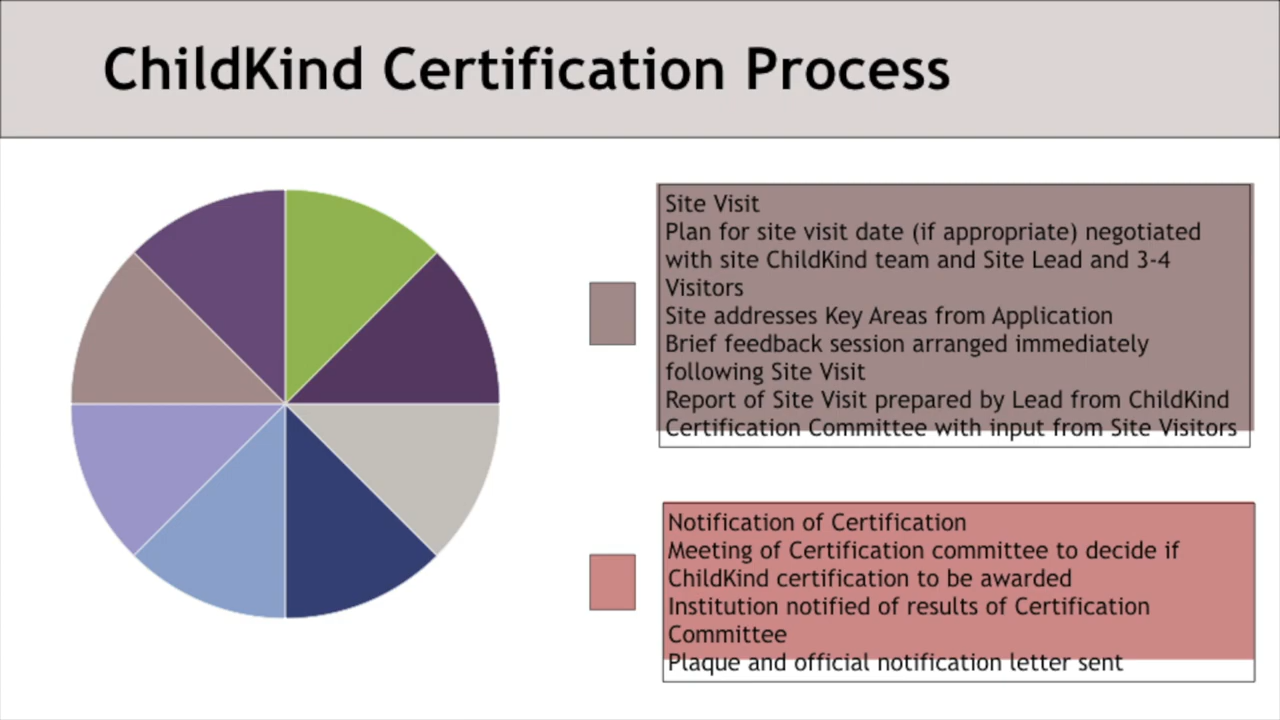 ChildKind Certification Process
Site Visit
Plan for site visit date (if appropriate) negotiated
with site ChildKind team and Site Lead and 3-4
Visitors
Site addresses Key Areas from Application
Brief feedback session arranged immediately
following Site Visit
Report of Site Visit prepared by Lead from ChildKind
Certification Committee with input from Site Visitors
Notification of Certification
Meeting of Certification committee to decide if
ChildKind certification to be awarded
Institution notified of results of Certification
Committee
Plaque and official notification letter sent